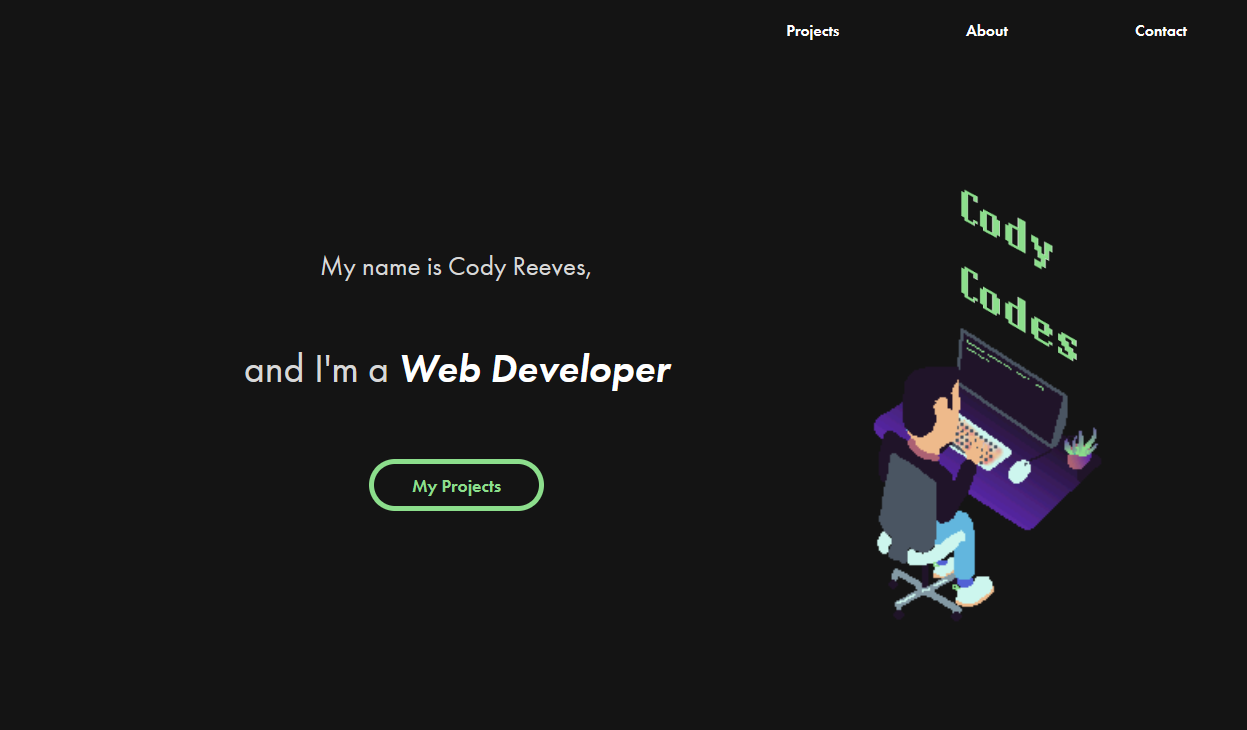 Projects About Contact
My name is Cody Reeves,
and I'm a Web Developer
My Projects
Cody
Codes